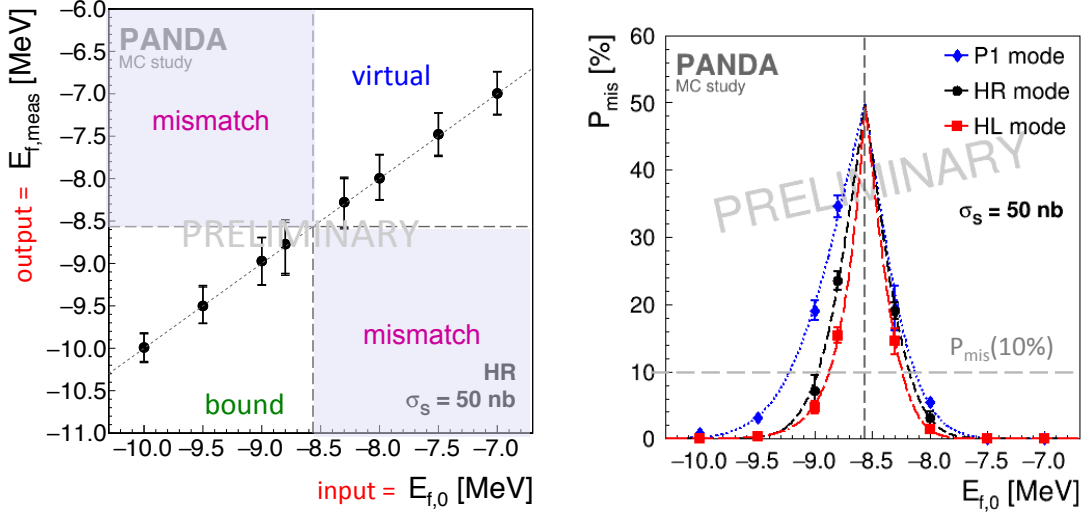 −6.0
−6.5
−7.0
−7.5
−8.0
−8.5
−9.0
−9.5
−10.0
−10.5
−11.0
output = E_f,meas [MeV]
PANDA
MC study
mismatch
virtual
PRELIMINARY
mismatch
bound
HR
σ_S = 50 nb
−10.0 −9.5 −9.0 −8.5 −8.0 −7.5 −7.0
input = E_f,0 [MeV]
60
50
40
30
20
10
0
P_mis [%]
PANDA
MC study
P1 mode
HR mode
HL mode
PRELIMINARY
σ_S = 50 nb
P_mis(10%)
−10.0 −9.5 −9.0 −8.5 −8.0 −7.5 −7.0
E_f,0 [MeV]